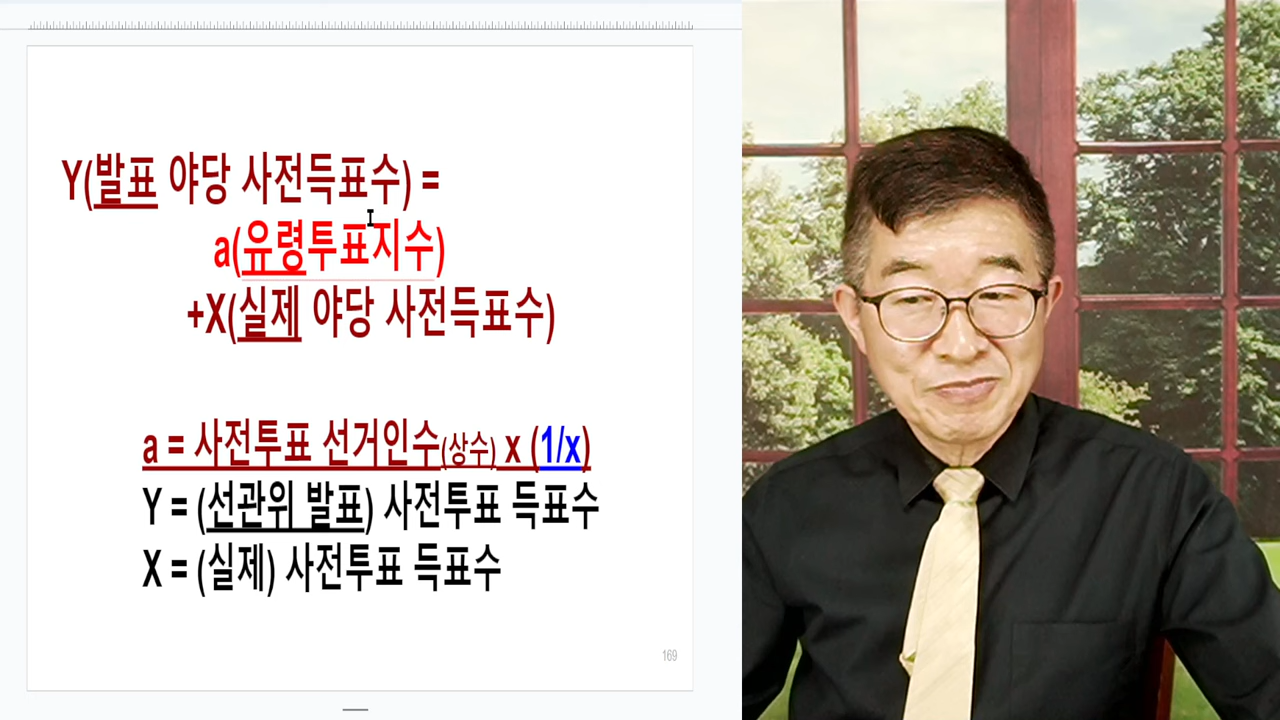 Y(발표 야당 사전득표수) =
a(유령투표지수)
+X(실제 야당 사전득표수)
a = 사전투표 선거인수(상수) x (1/x)
Y = (선관위 발표) 사전투표 득표수
X = (실제) 사전투표 득표수
169